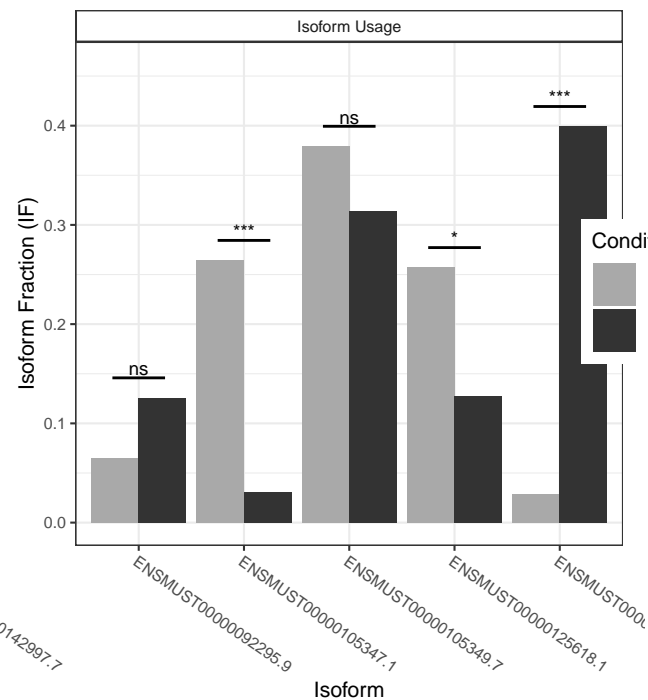 Isoform Usage
***
ns
0.4
***
0.3
*
Isoform Fraction (IF)
Condi
0.2
ns
0.1
0.0
ENSMUST00000092295.9
ENSMUST00000105347.1
ENSMUST00000105349.7
ENSMUST00000125618.1
ENSMUST000
0142997.7
Isoform